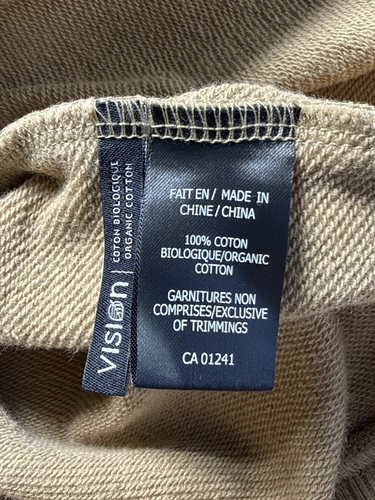 VISION
COTON BIOLOGIQUE
ORGANIC COTTON
FAIT EN / MADE IN
CHINE/CHINA
100% COTON
BIOLOGIQUE/ORGANIC
COTTON
GARNITURES NON
COMPRISES/EXCLUSIVE
OF TRIMMINGS
CA 01241